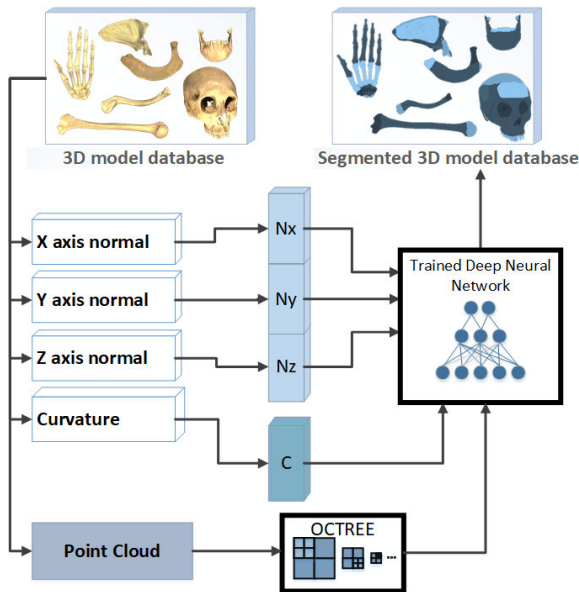 3D model database
Segmented 3D model database
X axis normal
Nx
Trained Deep Neural
Network
Y axis normal
Ny
Z axis normal
Nz
Curvature
C
Point Cloud
OCTREE
...